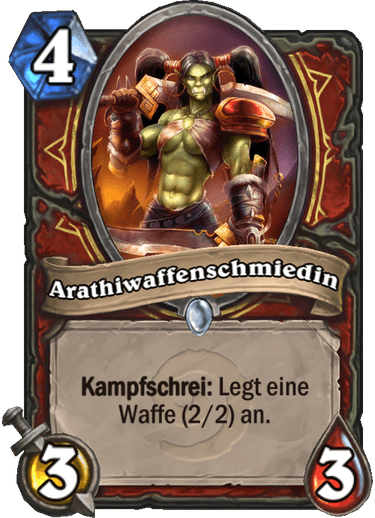 4
Arathiwaffenschmiedin
Kampfschrei: Legt eine
Waffe (2/2) an.
3
3